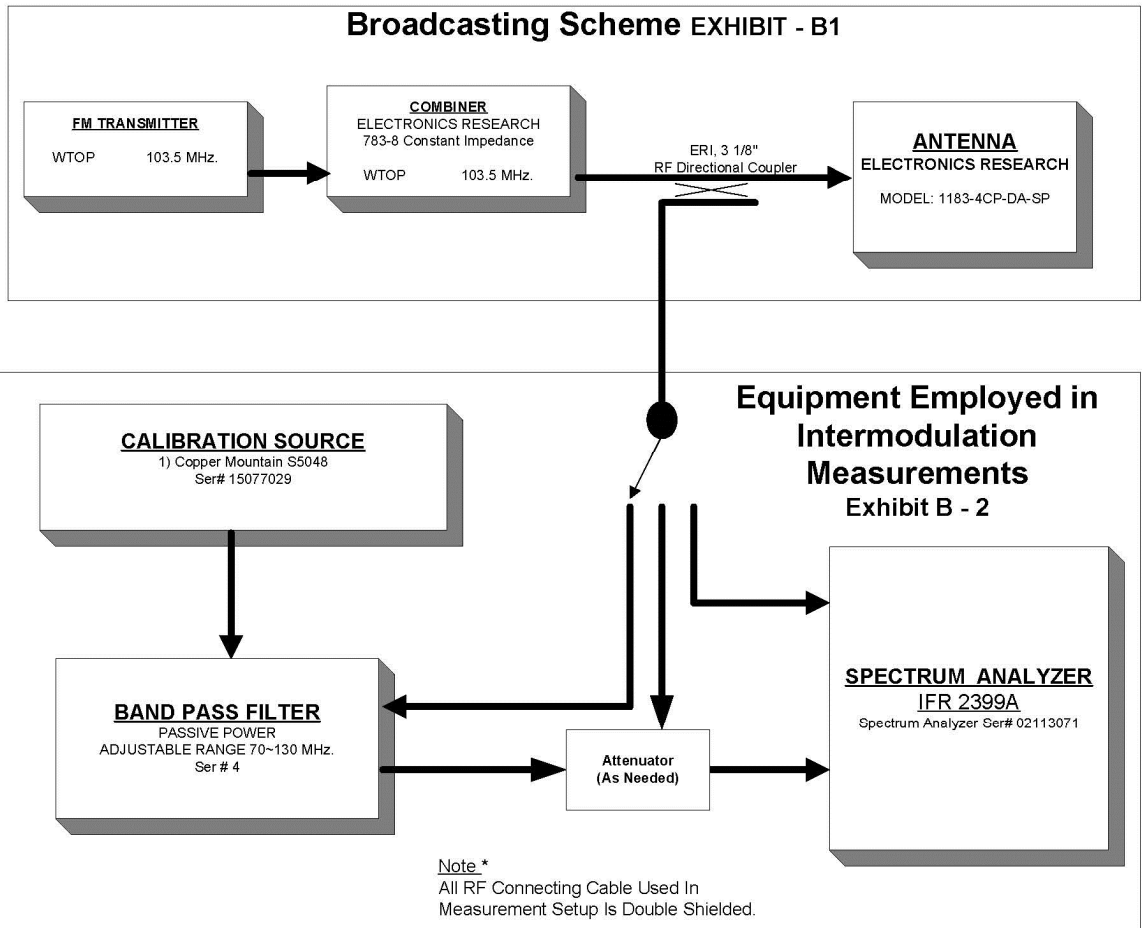 Broadcasting Scheme EXHIBIT - B1
FM TRANSMITTER
WTOP 103.5 MHz.
COMBINER
ELECTRONICS RESEARCH
783-8 Constant Impedance
WTOP 103.5 MHz.
ERI, 3 1/8"
RF Directional Coupler
ANTENNA
ELECTRONICS RESEARCH
MODEL: 1183-4CP-DA-SP
Equipment Employed in
Intermodulation
Measurements
Exhibit B - 2
CALIBRATION SOURCE
1) Copper Mountain S5048
Ser# 15077029
BAND PASS FILTER
PASSIVE POWER
ADJUSTABLE RANGE 70~130 MHz.
Ser # 4
Attenuator
(As Needed)
SPECTRUM ANALYZER
IFR 2399A
Spectrum Analyzer Ser# 02113071
Note *
All RF Connecting Cable Used In
Measurement Setup Is Double Shielded.